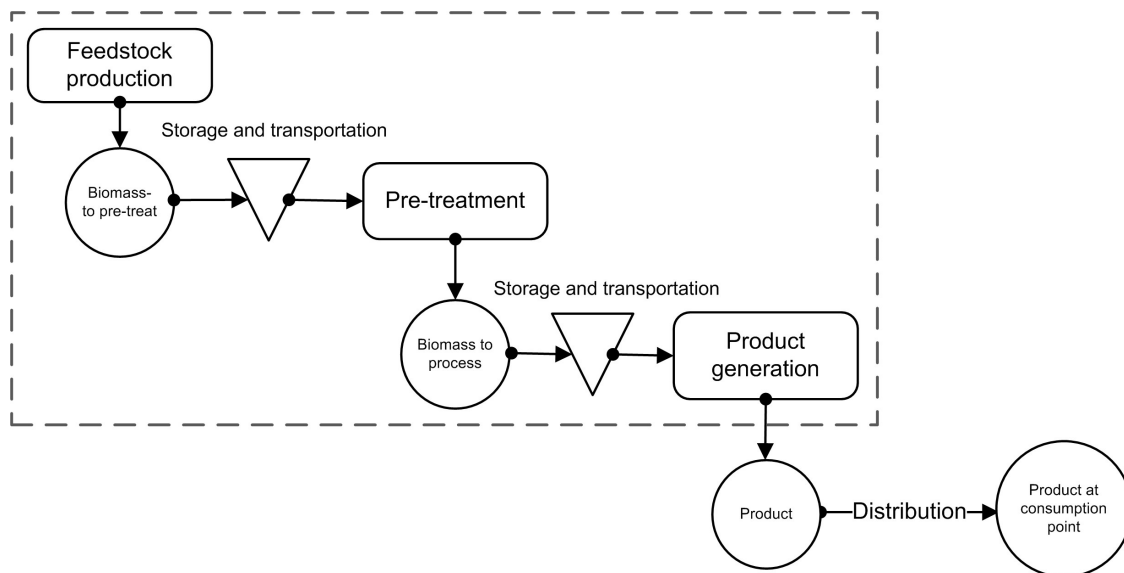 Feedstock
production
Storage and transportation
Biomass-
to pre-treat
Pre-treatment
Storage and transportation
Biomass to
process
Product
generation
Product
Distribution
Product at
consumption
point